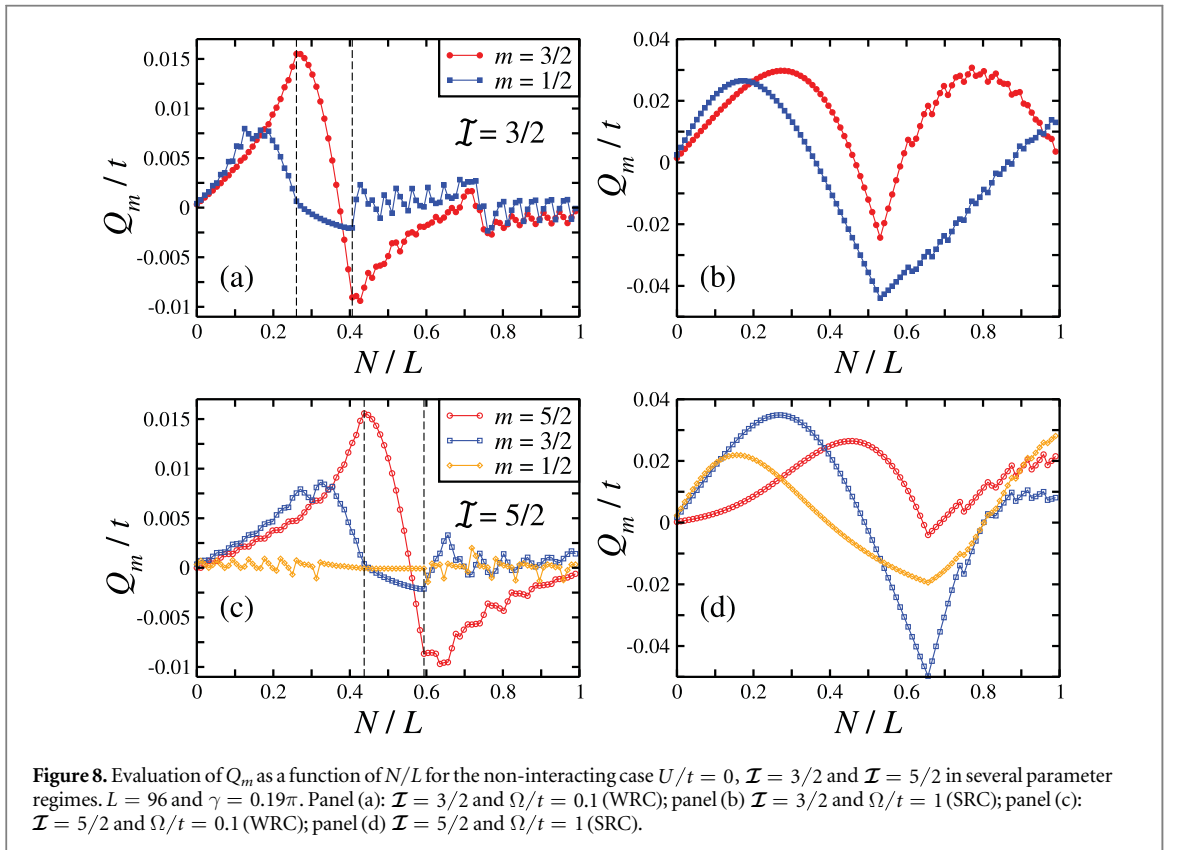 0.015
0.01
0.005
0
-0.005
-0.01
Q_m / t
m = 3/2
m = 1/2
𝓘 = 3/2
(a)
0 0.2 0.4 0.6 0.8 1
N / L
0.04
0.02
0
-0.02
-0.04
Q_m / t
(b)
0 0.2 0.4 0.6 0.8 1
N / L
0.015
0.01
0.005
0
-0.005
-0.01
Q_m / t
m = 5/2
m = 3/2
m = 1/2
𝓘 = 5/2
(c)
0 0.2 0.4 0.6 0.8 1
N / L
0.04
0.02
0
-0.02
-0.04
Q_m / t
(d)
0 0.2 0.4 0.6 0.8 1
N / L
Figure 8. Evaluation of Q_m as a function of N/L for the non-interacting case U/t = 0, 𝓘 = 3/2 and 𝓘 = 5/2 in several parameter
regimes. L = 96 and γ = 0.19π. Panel (a): 𝓘 = 3/2 and Ω/t = 0.1 (WRC); panel (b) 𝓘 = 3/2 and Ω/t = 1 (SRC); panel (c):
𝓘 = 5/2 and Ω/t = 0.1 (WRC); panel (d) 𝓘 = 5/2 and Ω/t = 1 (SRC).